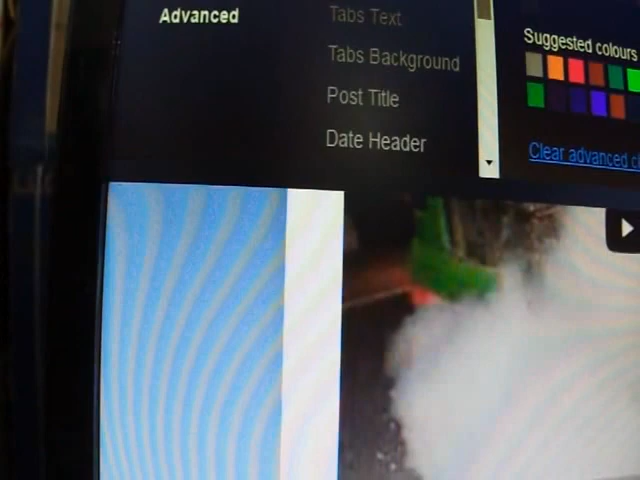 Advanced
Tabs Text
Tabs Background
Post Title
Date Header
Suggested colours
Clear advanced